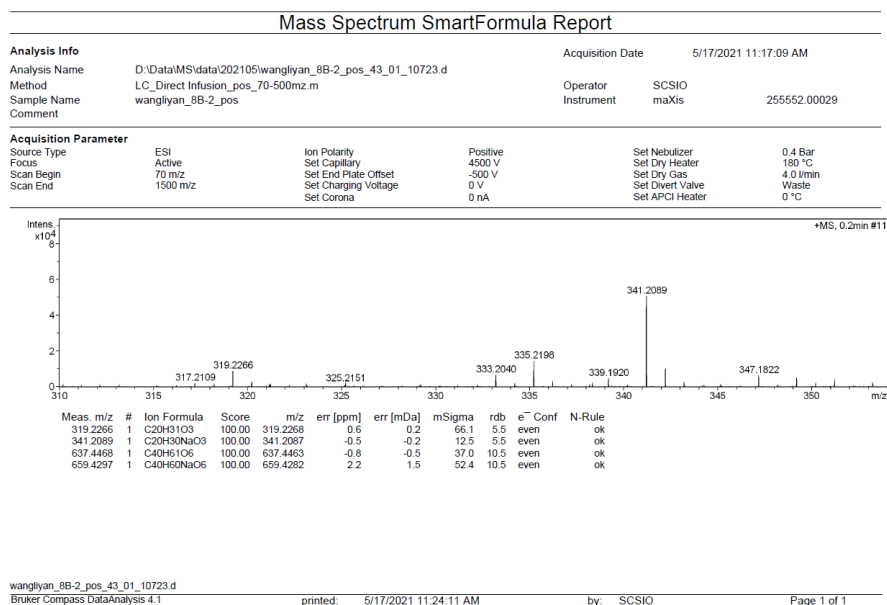 Mass Spectrum SmartFormula Report
Analysis Info
Acquisition Date 5/17/2021 11:17:09 AM
Analysis Name D:\Data\MS\data\202105\wangliyan_8B-2_pos_43_01_10723.d
Method LC_Direct Infusion_pos_70-500mz.m Operator SCSIO
Sample Name wangliyan_8B-2_pos Instrument maXis 255552.00029
Comment
Acquisition Parameter
Source Type ESI Ion Polarity Positive Set Nebulizer 0.4 Bar
Focus Active Set Capillary 4500 V Set Dry Heater 180 °C
Scan Begin 70 m/z Set End Plate Offset -500 V Set Dry Gas 4.0 l/min
Scan End 1500 m/z Set Charging Voltage 0 V Set Divert Valve Waste
Set Corona 0 nA Set APCI Heater 0 °C
Intens. +MS, 0.2min #11
x10⁴
8
6
341.2089
4
335.2198
2 319.2266 333.2040
317.2109 325.2151 339.1920 347.1822
0
310 315 320 325 330 335 340 345 350 m/z
Meas. m/z # Ion Formula Score m/z err [ppm] err [mDa] mSigma rdb e⁻ Conf N-Rule
319.2266 1 C20H31O3 100.00 319.2268 0.6 0.2 66.1 5.5 even ok
341.2089 1 C20H30NaO3 100.00 341.2087 -0.5 -0.2 12.5 5.5 even ok
637.4468 1 C40H61O6 100.00 637.4463 -0.8 -0.5 37.0 10.5 even ok
659.4297 1 C40H60NaO6 100.00 659.4282 2.2 1.5 52.4 10.5 even ok
wangliyan_8B-2_pos_43_01_10723.d
Bruker Compass DataAnalysis 4.1 printed: 5/17/2021 11:24:11 AM by: SCSIO Page 1 of 1